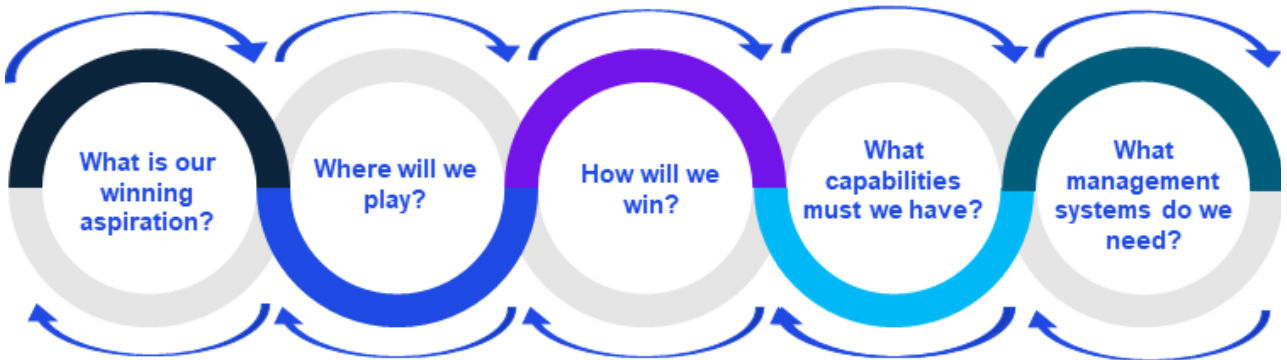 What is our
winning
aspiration?
Where will we
play?
How will we
win?
What
capabilities
must we have?
What
management
systems do we
need?